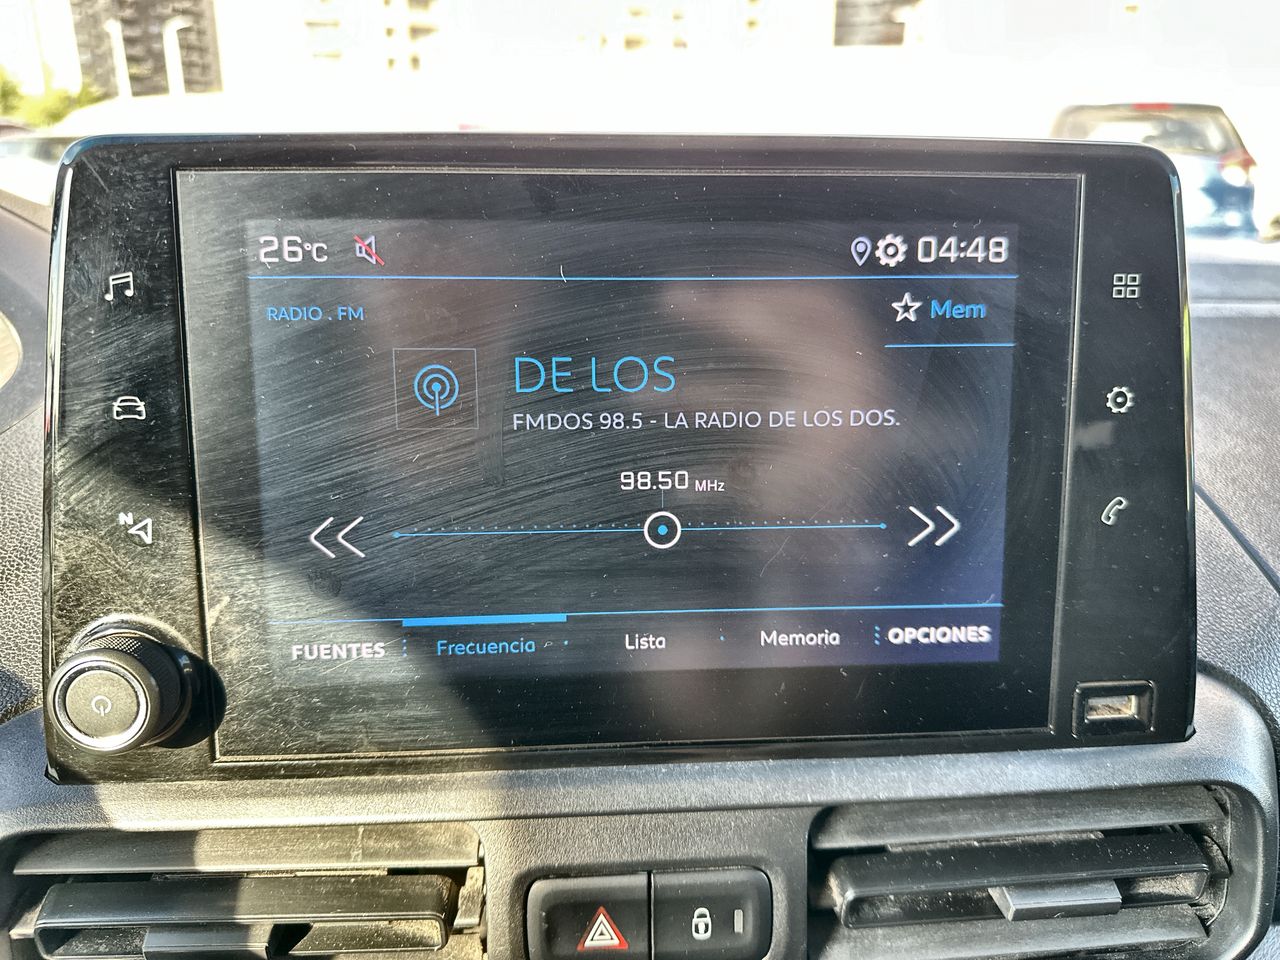 26°C 04:48
RADIO . FM
Mem
DE LOS
FMDOS 98.5 - LA RADIO DE LOS DOS.
98.50 MHz
N
FUENTES Frecuencia Lista Memoria OPCIONES